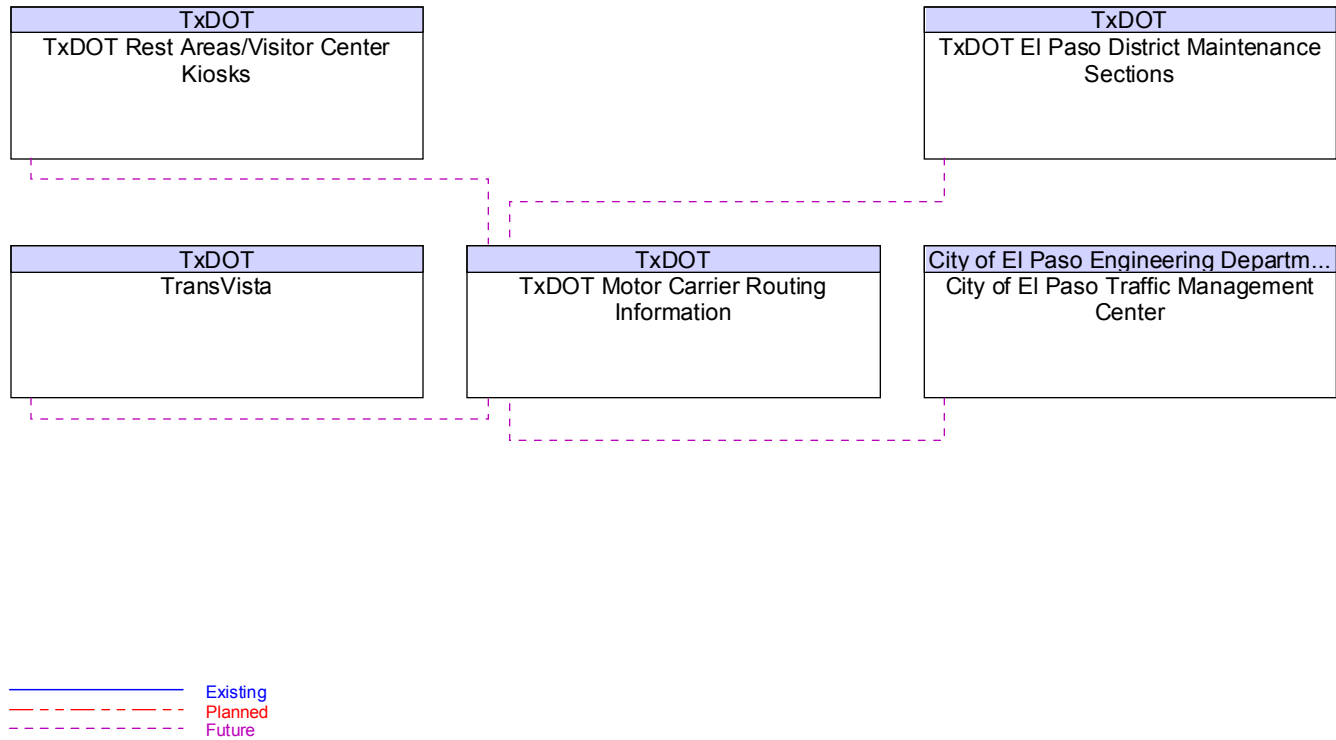 TxDOT
TxDOT Rest Areas/Visitor Center
Kiosks
TxDOT
TxDOT El Paso District Maintenance
Sections
TxDOT
TransVista
TxDOT
TxDOT Motor Carrier Routing
Information
City of El Paso Engineering Departm...
City of El Paso Traffic Management
Center
Existing
Planned
Future